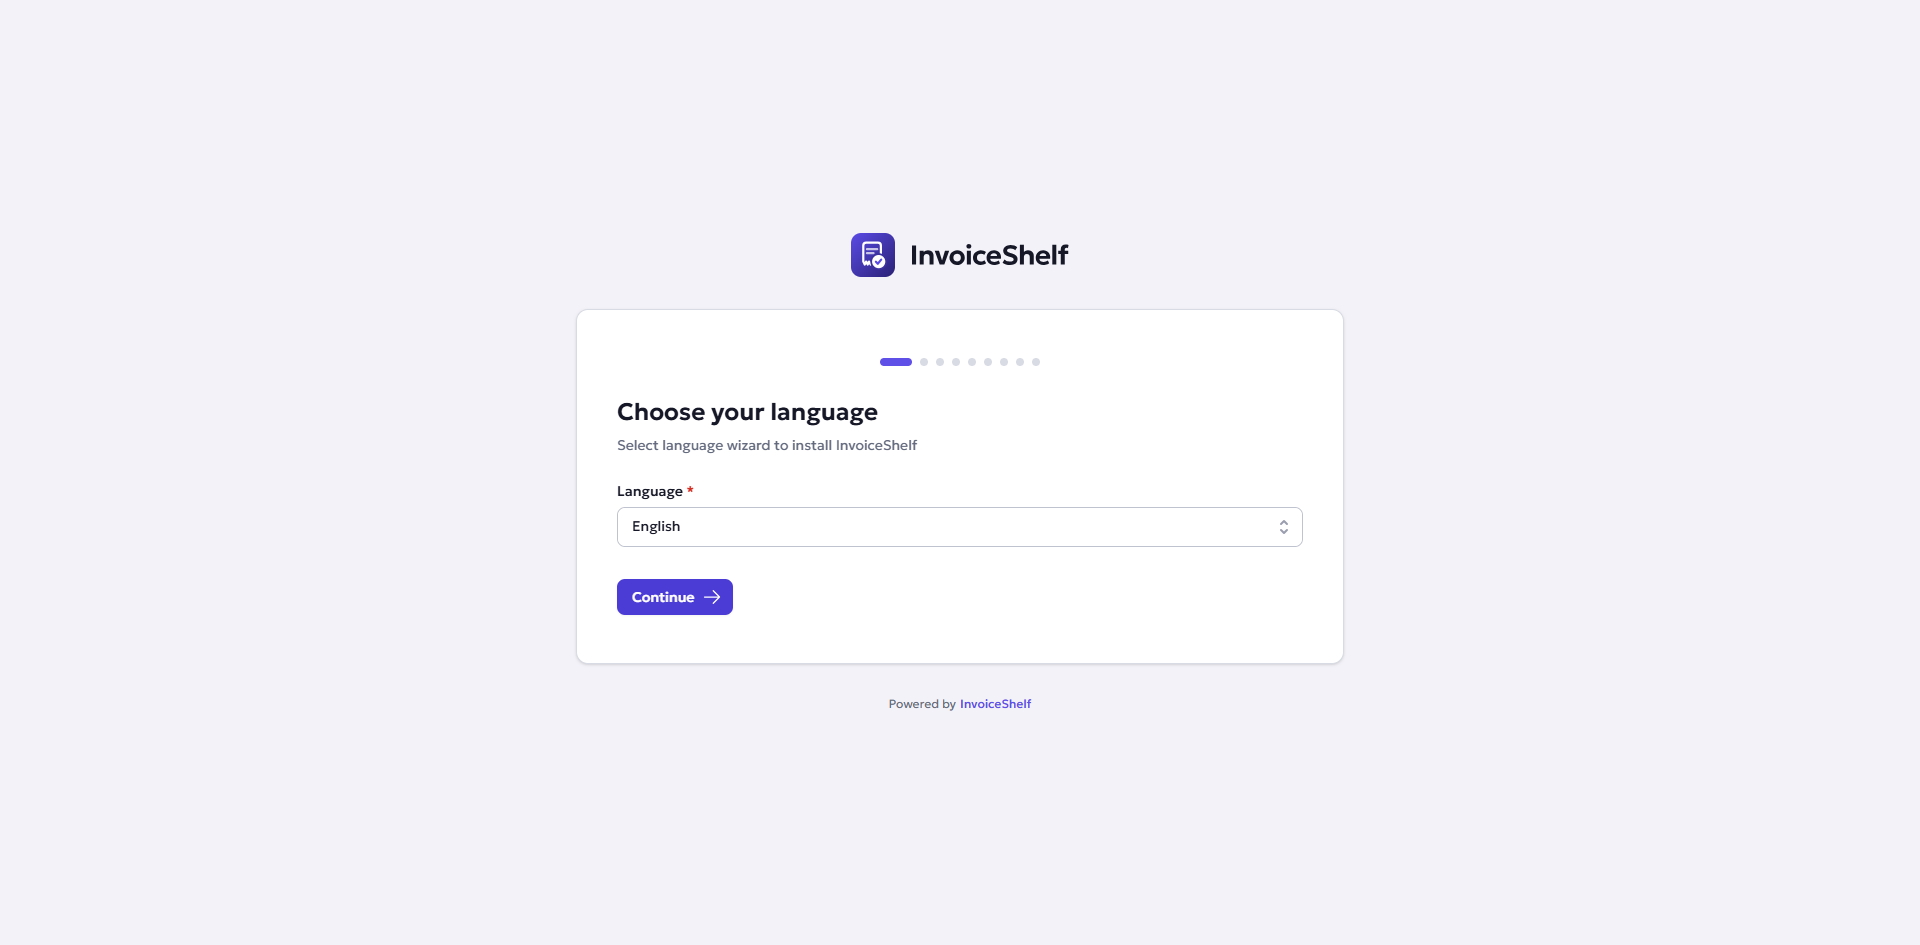 InvoiceShelf
Choose your language
Select language wizard to install InvoiceShelf
Language *
English
Continue
Powered by InvoiceShelf